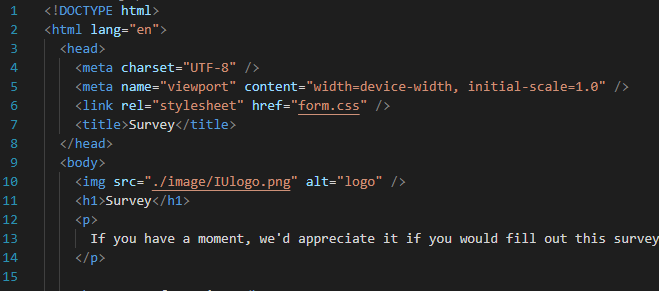 1 <!DOCTYPE html>
2 <html lang="en">
3 <head>
4 <meta charset="UTF-8" />
5 <meta name="viewport" content="width=device-width, initial-scale=1.0" />
6 <link rel="stylesheet" href="form.css" />
7 <title>Survey</title>
8 </head>
9 <body>
10 <img src="./image/IUlogo.png" alt="logo" />
11 <h1>Survey</h1>
12 <p>
13 If you have a moment, we'd appreciate it if you would fill out this survey
14 </p>
15